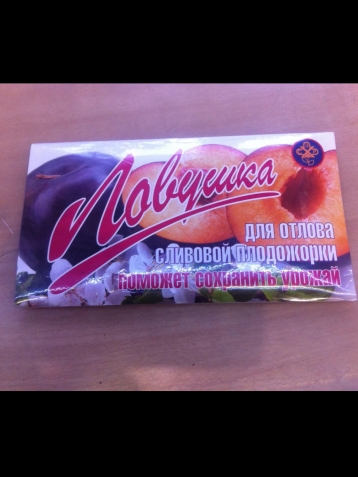 Ловушка
для отлова
сливовой плодожорки
поможет сохранить урожай